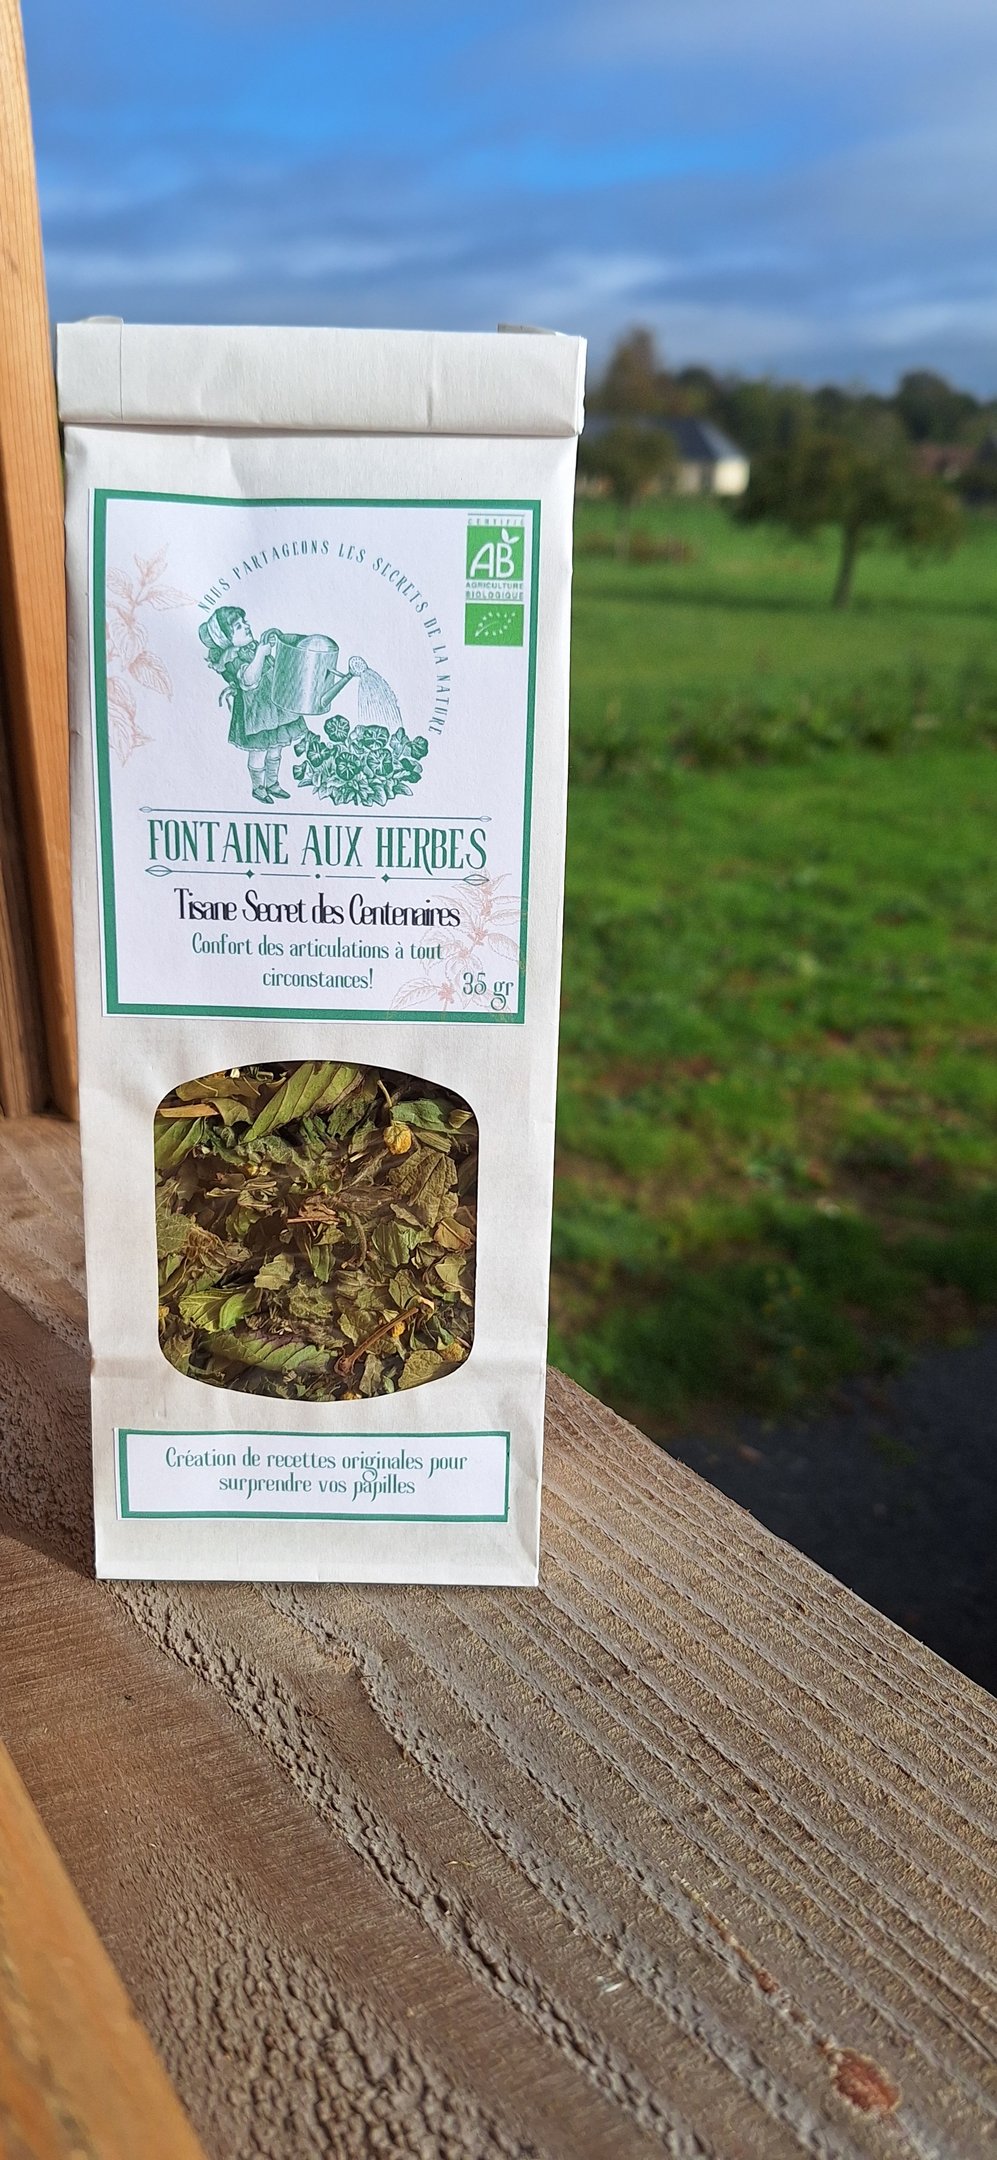 NOUS PARTAGEONS LES SECRETS DE LA NATURE
CERTIFIÉ
AB
AGRICULTURE
BIOLOGIQUE
FONTAINE AUX HERBES
Tisane Secret des Centenaires
Confort des articulations à tout
circonstances!
35 gr
Création de recettes originales pour
surprendre vos papilles